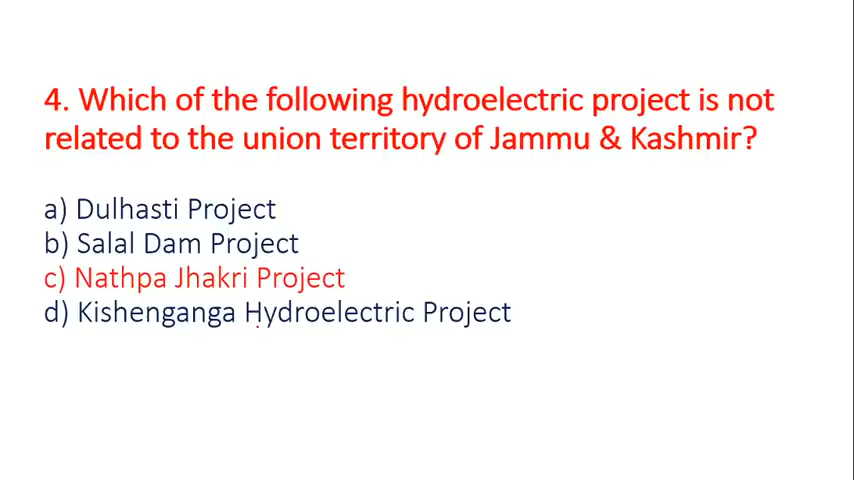 4. Which of the following hydroelectric project is not
related to the union territory of Jammu & Kashmir?
a) Dulhasti Project
b) Salal Dam Project
c) Nathpa Jhakri Project
d) Kishenganga Hydroelectric Project